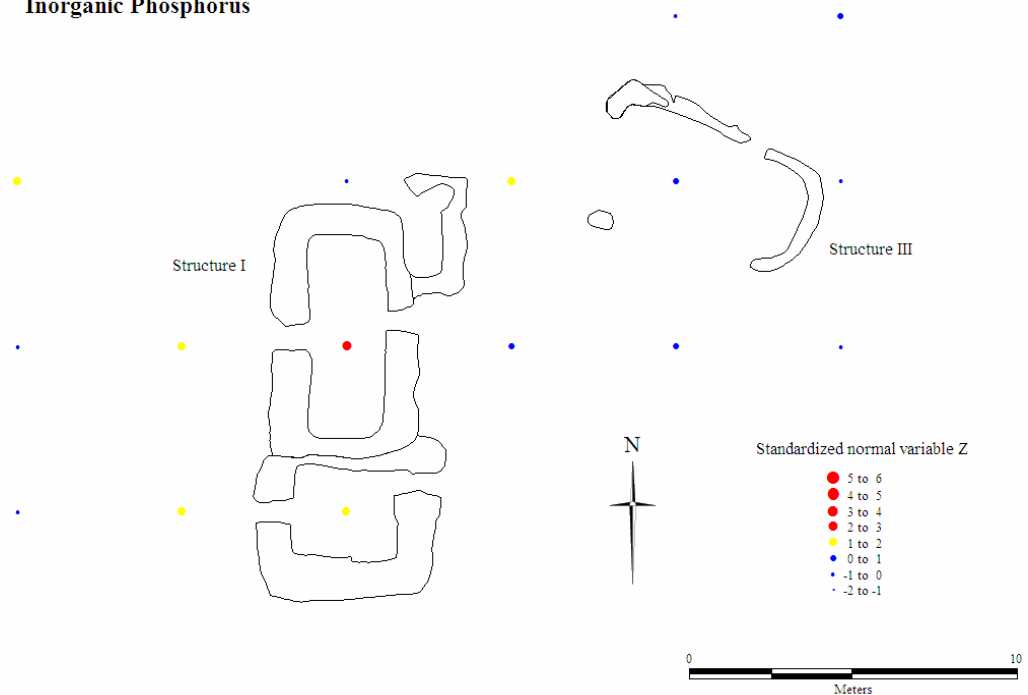 Inorganic Phosphorus
Structure I
Structure III
N
Standardized normal variable Z
5 to 6
4 to 5
3 to 4
2 to 3
1 to 2
0 to 1
-1 to 0
-2 to -1
0 10
Meters